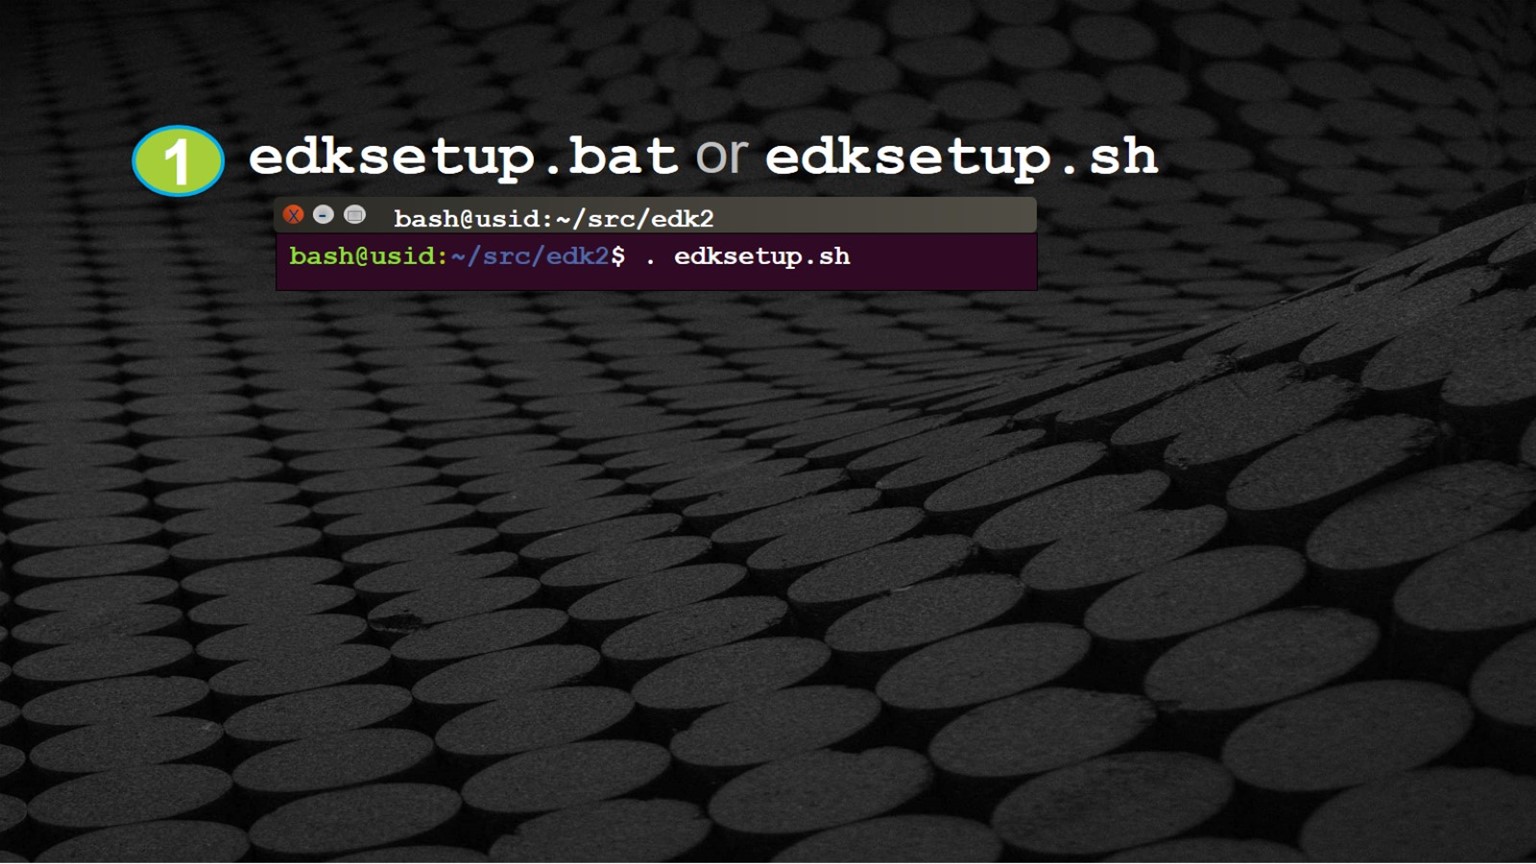 1 edksetup.bat or edksetup.sh
X - bash@usid:~/src/edk2
bash@usid:~/src/edk2$ . edksetup.sh